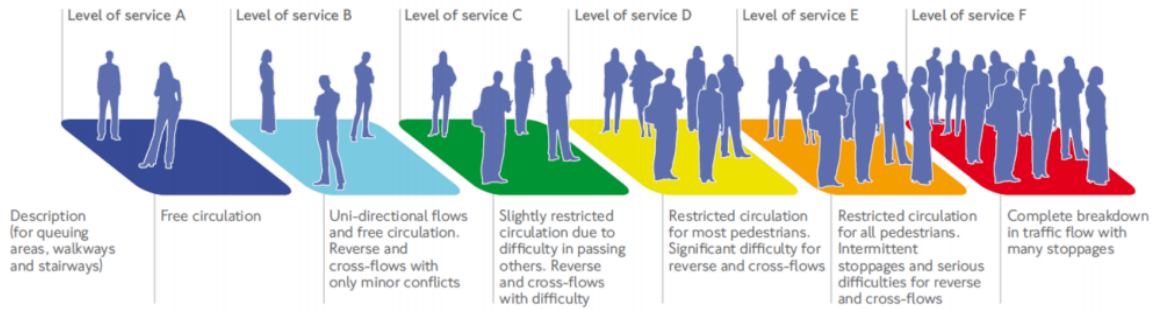 Level of service A
Level of service B
Level of service C
Level of service D
Level of service E
Level of service F
Description
(for queuing
areas, walkways
and stairways)
Free circulation
Uni-directional flows
and free circulation.
Reverse and
cross-flows with
only minor conflicts
Slightly restricted
circulation due to
difficulty in passing
others. Reverse
and cross-flows
with difficulty
Restricted circulation
for most pedestrians.
Significant difficulty for
reverse and cross-flows
Restricted circulation
for all pedestrians.
Intermittent
stoppages and serious
difficulties for reverse
and cross-flows
Complete breakdown
in traffic flow with
many stoppages